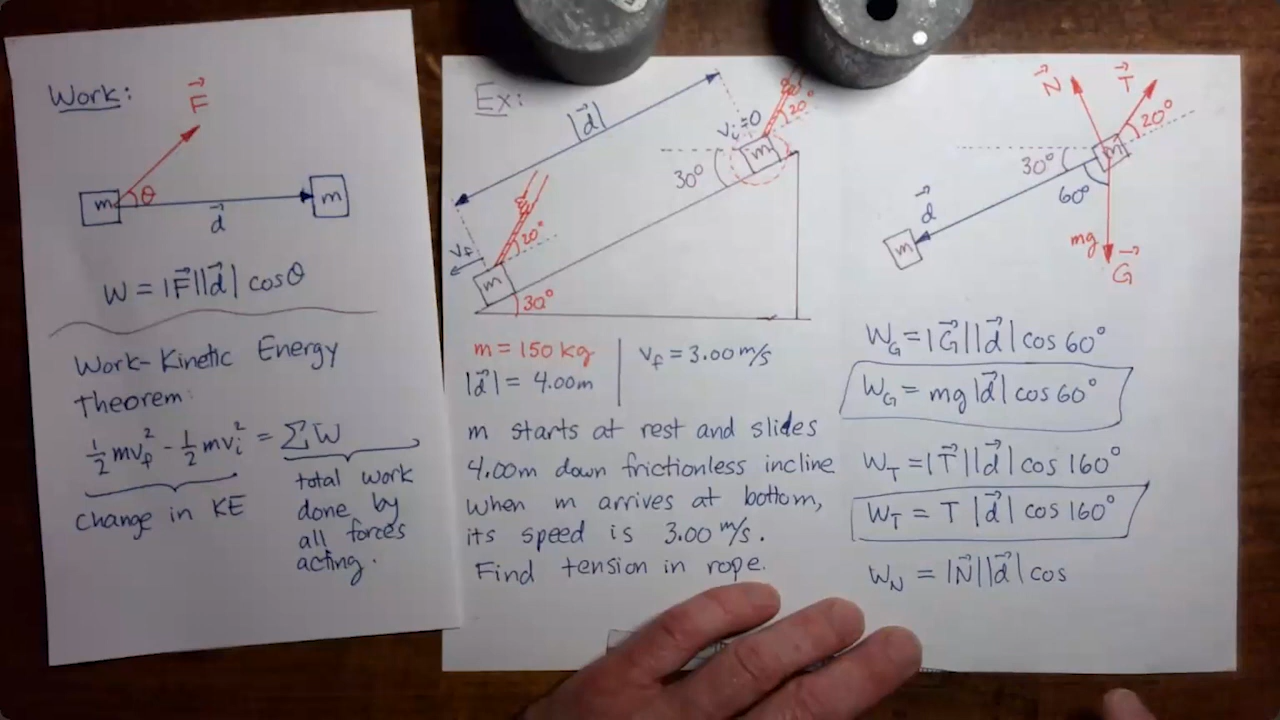 Work:
F
m θ m
d
W = |F||d| cosθ
Work-Kinetic Energy
Theorem:
½mv_f² - ½mv_i² = ΣW
change in KE
total work
done by
all forces
acting.
Ex:
|d|
v_i=0
20°
m
30°
20°
v_f
m
30°
m = 150 kg
|d| = 4.00m
v_f = 3.00 m/s
m starts at rest and slides
4.00m down frictionless incline
when m arrives at bottom,
its speed is 3.00 m/s.
Find tension in rope.
N T
20°
m
30°
60°
d
m
mg
G
W_G = |G||d| cos 60°
W_G = mg|d| cos 60°
W_T = |T||d| cos 160°
W_T = T |d| cos 160°
W_N = |N||d| cos